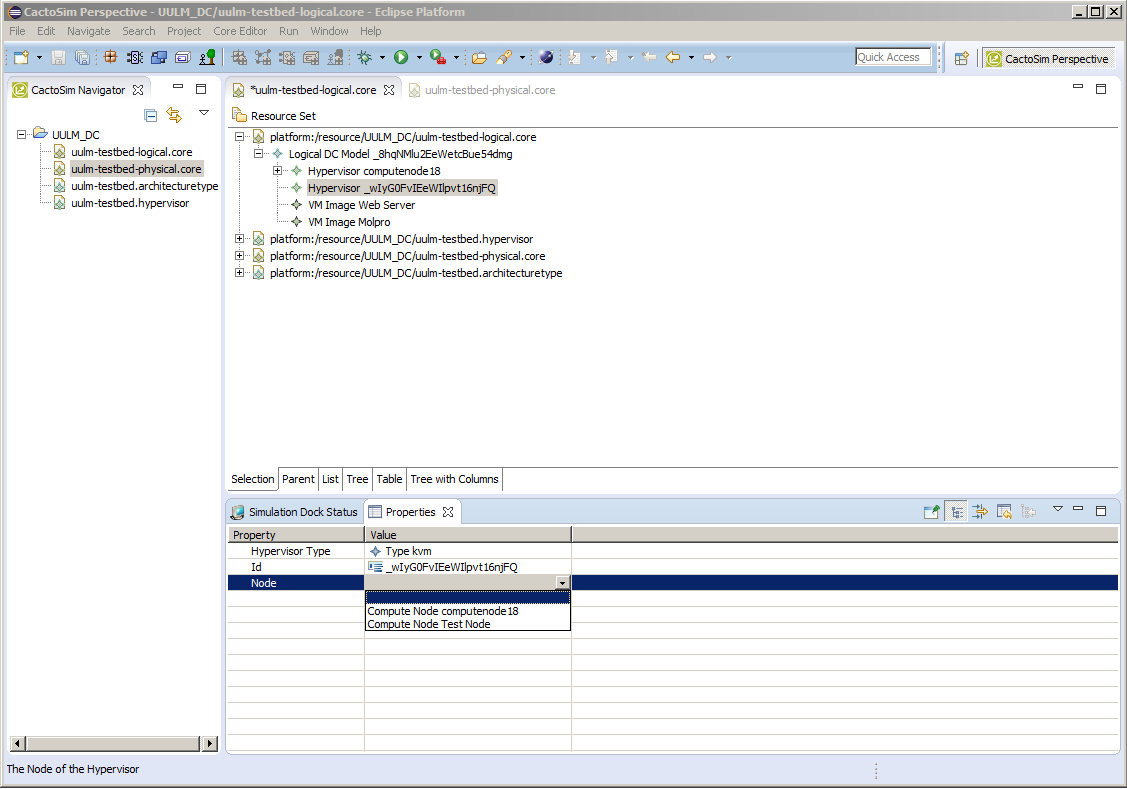 CactoSim Perspective - UULM_DC/uulm-testbed-logical.core - Eclipse Platform
File Edit Navigate Search Project Core Editor Run Window Help
Quick Access
CactoSim Perspective
CactoSim Navigator
*uulm-testbed-logical.core
uulm-testbed-physical.core
UULM_DC
uulm-testbed-logical.core
uulm-testbed-physical.core
uulm-testbed.architecturetype
uulm-testbed.hypervisor
Resource Set
platform:/resource/UULM_DC/uulm-testbed-logical.core
Logical DC Model _8hqNMlu2EeWetcBue54dmg
Hypervisor computenode18
Hypervisor _wIyG0FvIEeWIlpvt16njFQ
VM Image Web Server
VM Image Molpro
platform:/resource/UULM_DC/uulm-testbed.hypervisor
platform:/resource/UULM_DC/uulm-testbed-physical.core
platform:/resource/UULM_DC/uulm-testbed.architecturetype
Selection Parent List Tree Table Tree with Columns
Simulation Dock Status Properties
Property Value
Hypervisor Type Type kvm
Id _wIyG0FvIEeWIlpvt16njFQ
Node
Compute Node computenode18
Compute Node Test Node
The Node of the Hypervisor